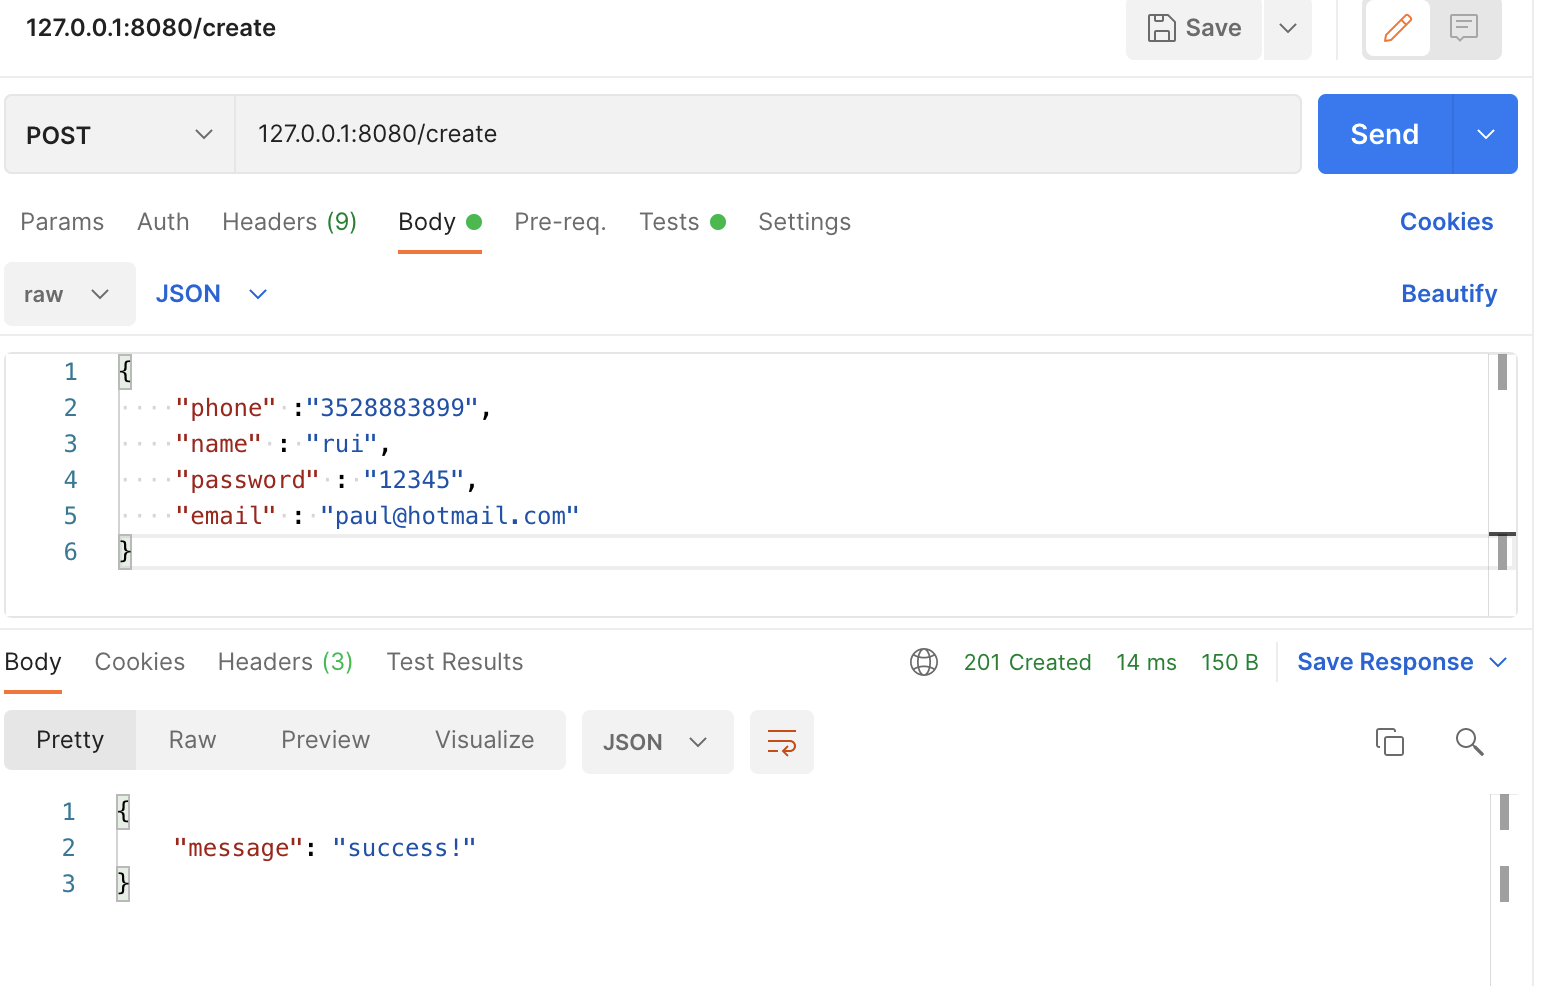 127.0.0.1:8080/create
Save
POST
127.0.0.1:8080/create
Send
Params Auth Headers (9) Body Pre-req. Tests Settings Cookies
raw JSON Beautify
1 {
2 "phone" :"3528883899",
3 "name" : "rui",
4 "password" : "12345",
5 "email" : "paul@hotmail.com"
6 }
Body Cookies Headers (3) Test Results 201 Created 14 ms 150 B Save Response
Pretty Raw Preview Visualize JSON
1 {
2 "message": "success!"
3 }